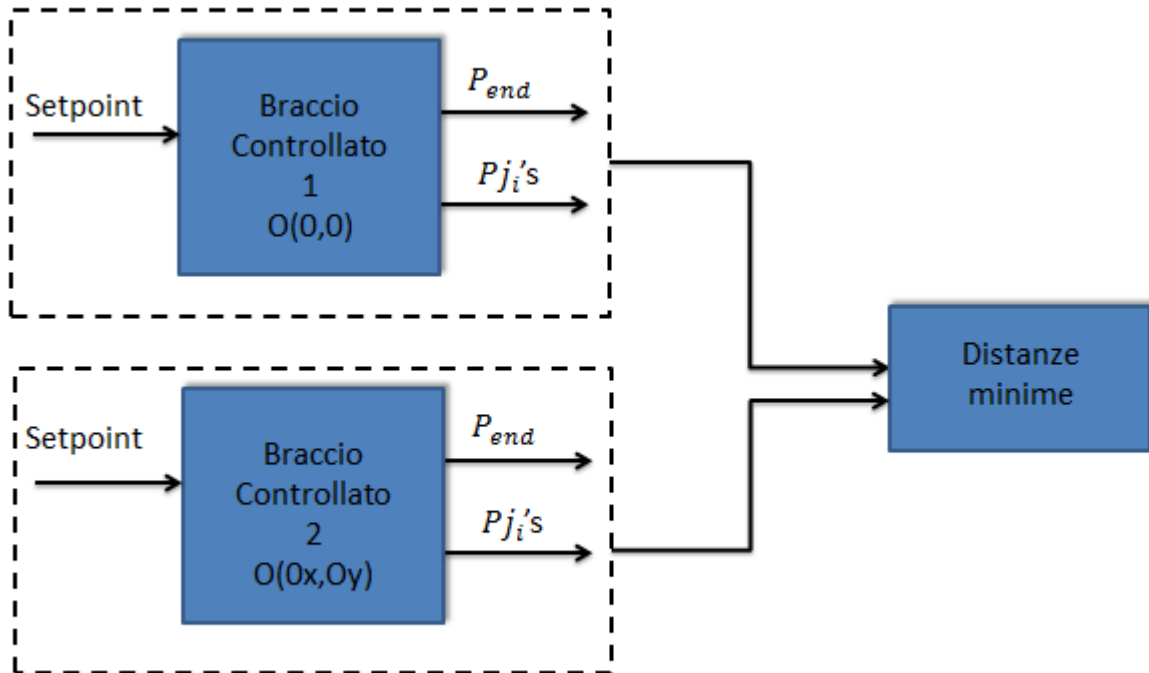 Setpoint
Braccio
Controllato
1
O(0,0)
P_end
Pj_i's
Distanze
minime
Setpoint
Braccio
Controllato
2
O(0x,Oy)
P_end
Pj_i's